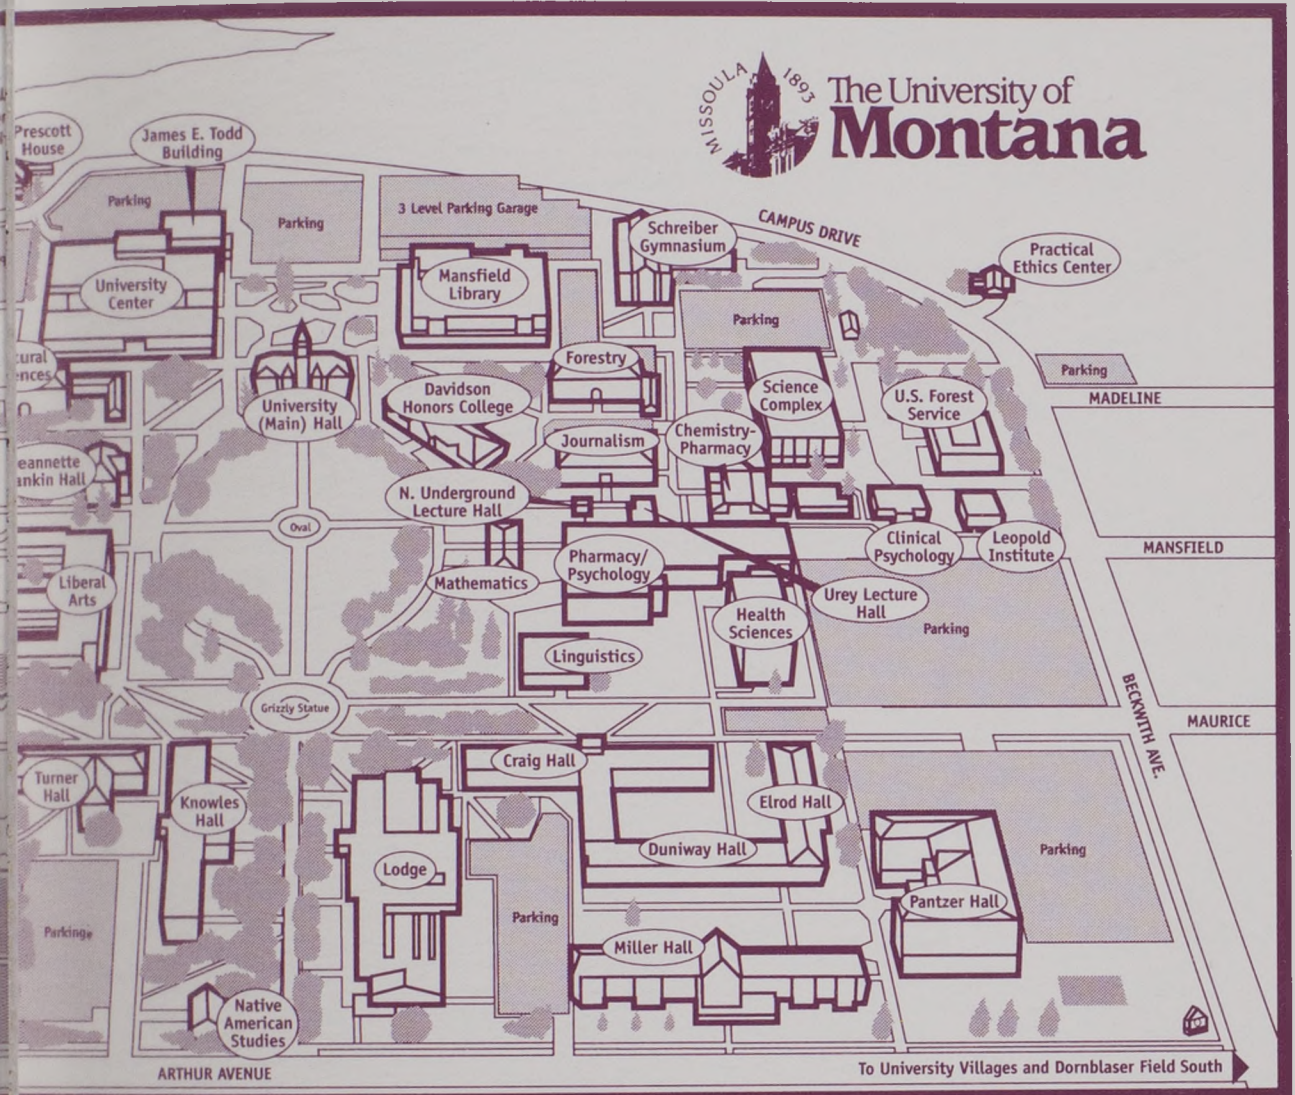 MISSOULA 1893
The University of
Montana
Prescott
House
James E. Todd
Building
Parking
Parking
3 Level Parking Garage
Schreiber
Gymnasium
CAMPUS DRIVE
Practical
Ethics Center
University
Center
Mansfield
Library
Parking
Forestry
Parking
MADELINE
University
(Main) Hall
Davidson
Honors College
Science
Complex
U.S. Forest
Service
Journalism
Chemistry-
Pharmacy
N. Underground
Lecture Hall
Oval
Clinical
Psychology
Leopold
Institute
MANSFIELD
Liberal
Arts
Mathematics
Pharmacy/
Psychology
Urey Lecture
Hall
Health
Sciences
Parking
Linguistics
Grizzly Statue
BECKWITH AVE.
MAURICE
Turner
Hall
Knowles
Hall
Craig Hall
Elrod Hall
Duniway Hall
Lodge
Parking
Pantzer Hall
Parking
Parking
Miller Hall
Native
American
Studies
ARTHUR AVENUE
To University Villages and Dornblaser Field South